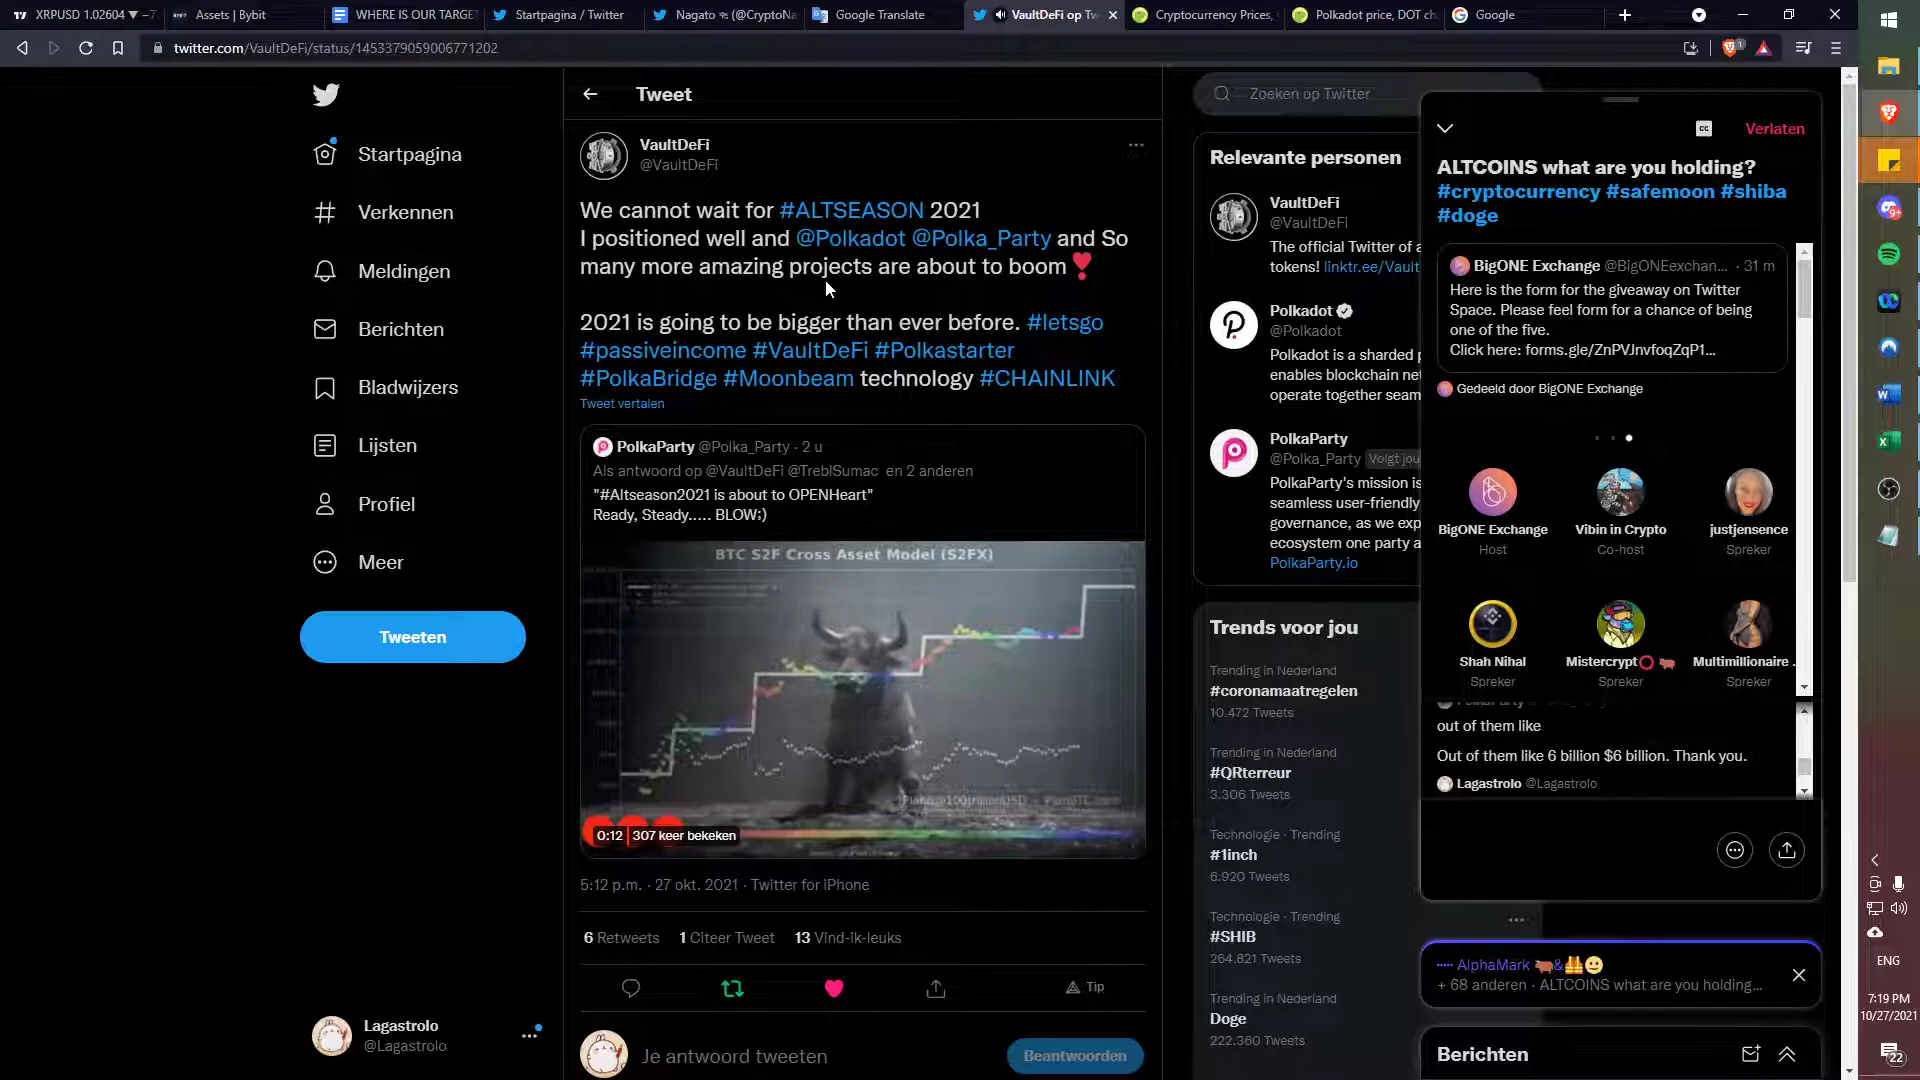 XRPUSD 1.02604 ▼ −7
Assets | Bybit
WHERE IS OUR TARGE
Startpagina / Twitter
Nagato (@CryptoNa
Google Translate
VaultDeFi op Tw
Cryptocurrency Prices,
Polkadot price, DOT ch
Google
twitter.com/VaultDeFi/status/1453379059006771202
Startpagina
Verkennen
Meldingen
Berichten
Bladwijzers
Lijsten
Profiel
Meer
Tweeten
Lagastrolo
@Lagastrolo
Tweet
VaultDeFi
@VaultDeFi
We cannot wait for #ALTSEASON 2021
I positioned well and @Polkadot @Polka_Party and So
many more amazing projects are about to boom❣️
2021 is going to be bigger than ever before. #letsgo
#passiveincome #VaultDeFi #Polkastarter
#PolkaBridge #Moonbeam technology #CHAINLINK
Tweet vertalen
PolkaParty @Polka_Party · 2 u
Als antwoord op @VaultDeFi @TreblSumac en 2 anderen
"#Altseason2021 is about to OPENHeart"
Ready, Steady..... BLOW;)
BTC S2F Cross Asset Model (S2FX)
0:12 307 keer bekeken
5:12 p.m. · 27 okt. 2021 · Twitter for iPhone
6 Retweets 1 Citeer Tweet 13 Vind-ik-leuks
Tip
Je antwoord tweeten
Beantwoorden
Zoeken op Twitter
Relevante personen
VaultDeFi
@VaultDeFi
The official Twitter of a
tokens! linktr.ee/Vault
Polkadot
@Polkadot
Polkadot is a sharded p
enables blockchain net
operate together seam
PolkaParty
@Polka_Party Volgt jou
PolkaParty's mission is
seamless user-friendly
governance, as we exp
ecosystem one party a
PolkaParty.io
Trends voor jou
Trending in Nederland
#coronamaatregelen
10.472 Tweets
Trending in Nederland
#QRterreur
3.306 Tweets
Technologie · Trending
#1inch
6.920 Tweets
Technologie · Trending
#SHIB
264.821 Tweets
Trending in Nederland
Doge
222.360 Tweets
CC
Verlaten
ALTCOINS what are you holding?
#cryptocurrency #safemoon #shiba
#doge
BigONE Exchange @BigONEexchan... · 31 m
Here is the form for the giveaway on Twitter
Space. Please feel form for a chance of being
one of the five.
Click here: forms.gle/ZnPVJnvfoqZqP1...
Gedeeld door BigONE Exchange
BigONE Exchange
Host
Vibin in Crypto
Co-host
justjensence
Spreker
Shah Nihal
Spreker
Mistercrypt⭕ 🐂
Spreker
Multimillionaire .
Spreker
out of them like
Out of them like 6 billion $6 billion. Thank you.
Lagastrolo @Lagastrolo
AlphaMark
+ 68 anderen · ALTCOINS what are you holding...
Berichten
9+
ENG
7:19 PM
10/27/2021
22